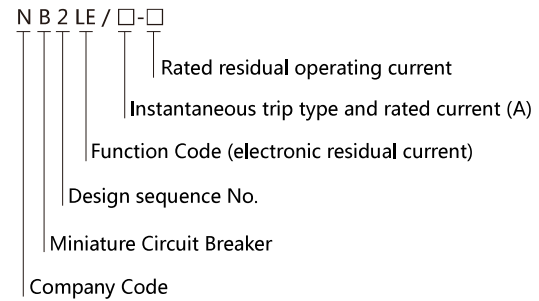 N B 2 LE / □-□
Rated residual operating current
Instantaneous trip type and rated current (A)
Function Code (electronic residual current)
Design sequence No.
Miniature Circuit Breaker
Company Code